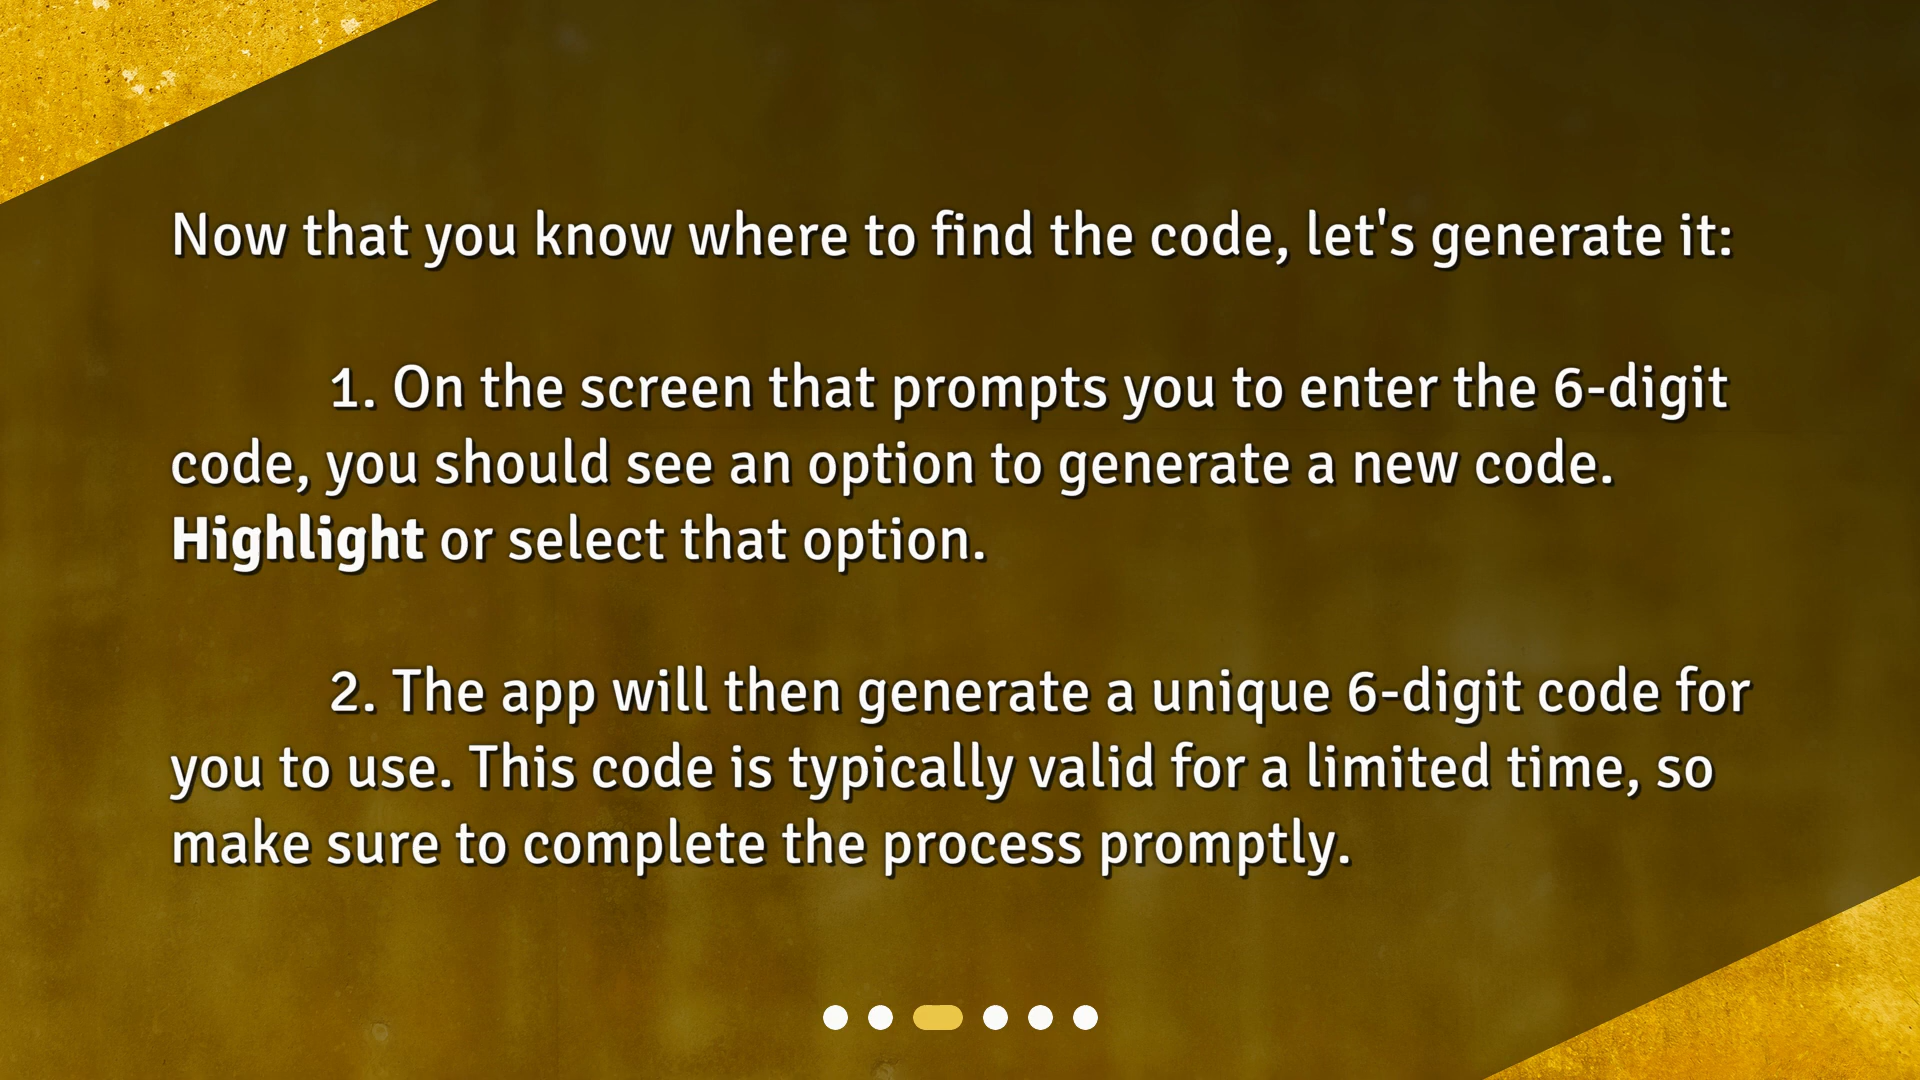 Now that you know where to find the code, let's generate it:
1. On the screen that prompts you to enter the 6-digit
code, you should see an option to generate a new code.
Highlight or select that option.
2. The app will then generate a unique 6-digit code for
you to use. This code is typically valid for a limited time, so
make sure to complete the process promptly.